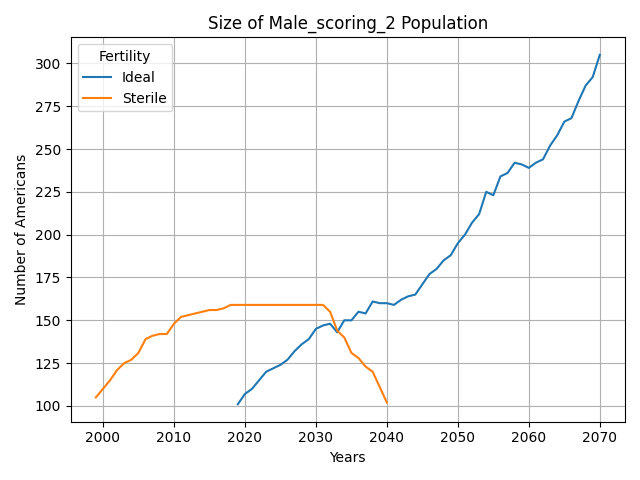 Size of Male_scoring_2 Population
Fertility
Ideal
Sterile
Number of Americans
300
275
250
225
200
175
150
125
100
2000 2010 2020 2030 2040 2050 2060 2070
Years